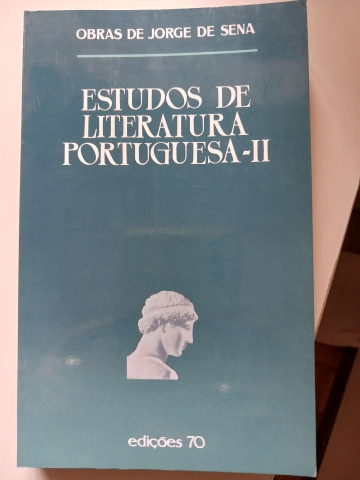 OBRAS DE JORGE DE SENA
ESTUDOS DE
LITERATURA
PORTUGUESA-II
edições 70